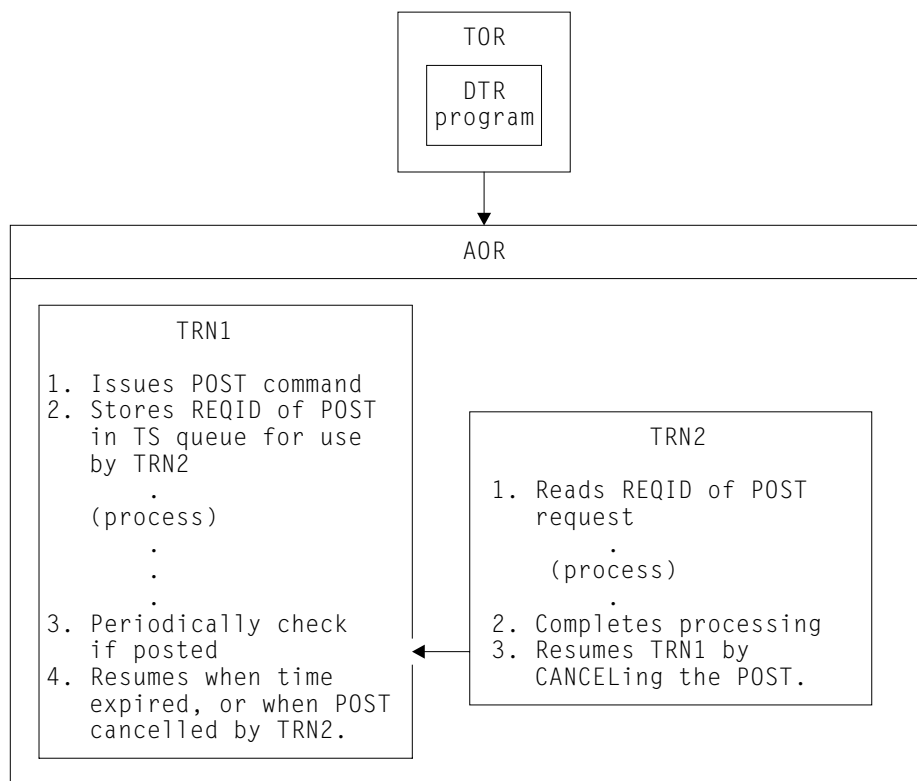 TOR
DTR
program
AOR
TRN1
1. Issues POST command
2. Stores REQID of POST
in TS queue for use
by TRN2
.
(process)
.
.
.
3. Periodically check
if posted
4. Resumes when time
expired, or when POST
cancelled by TRN2.
TRN2
1. Reads REQID of POST
request
.
(process)
.
2. Completes processing
3. Resumes TRN1 by
CANCELing the POST.